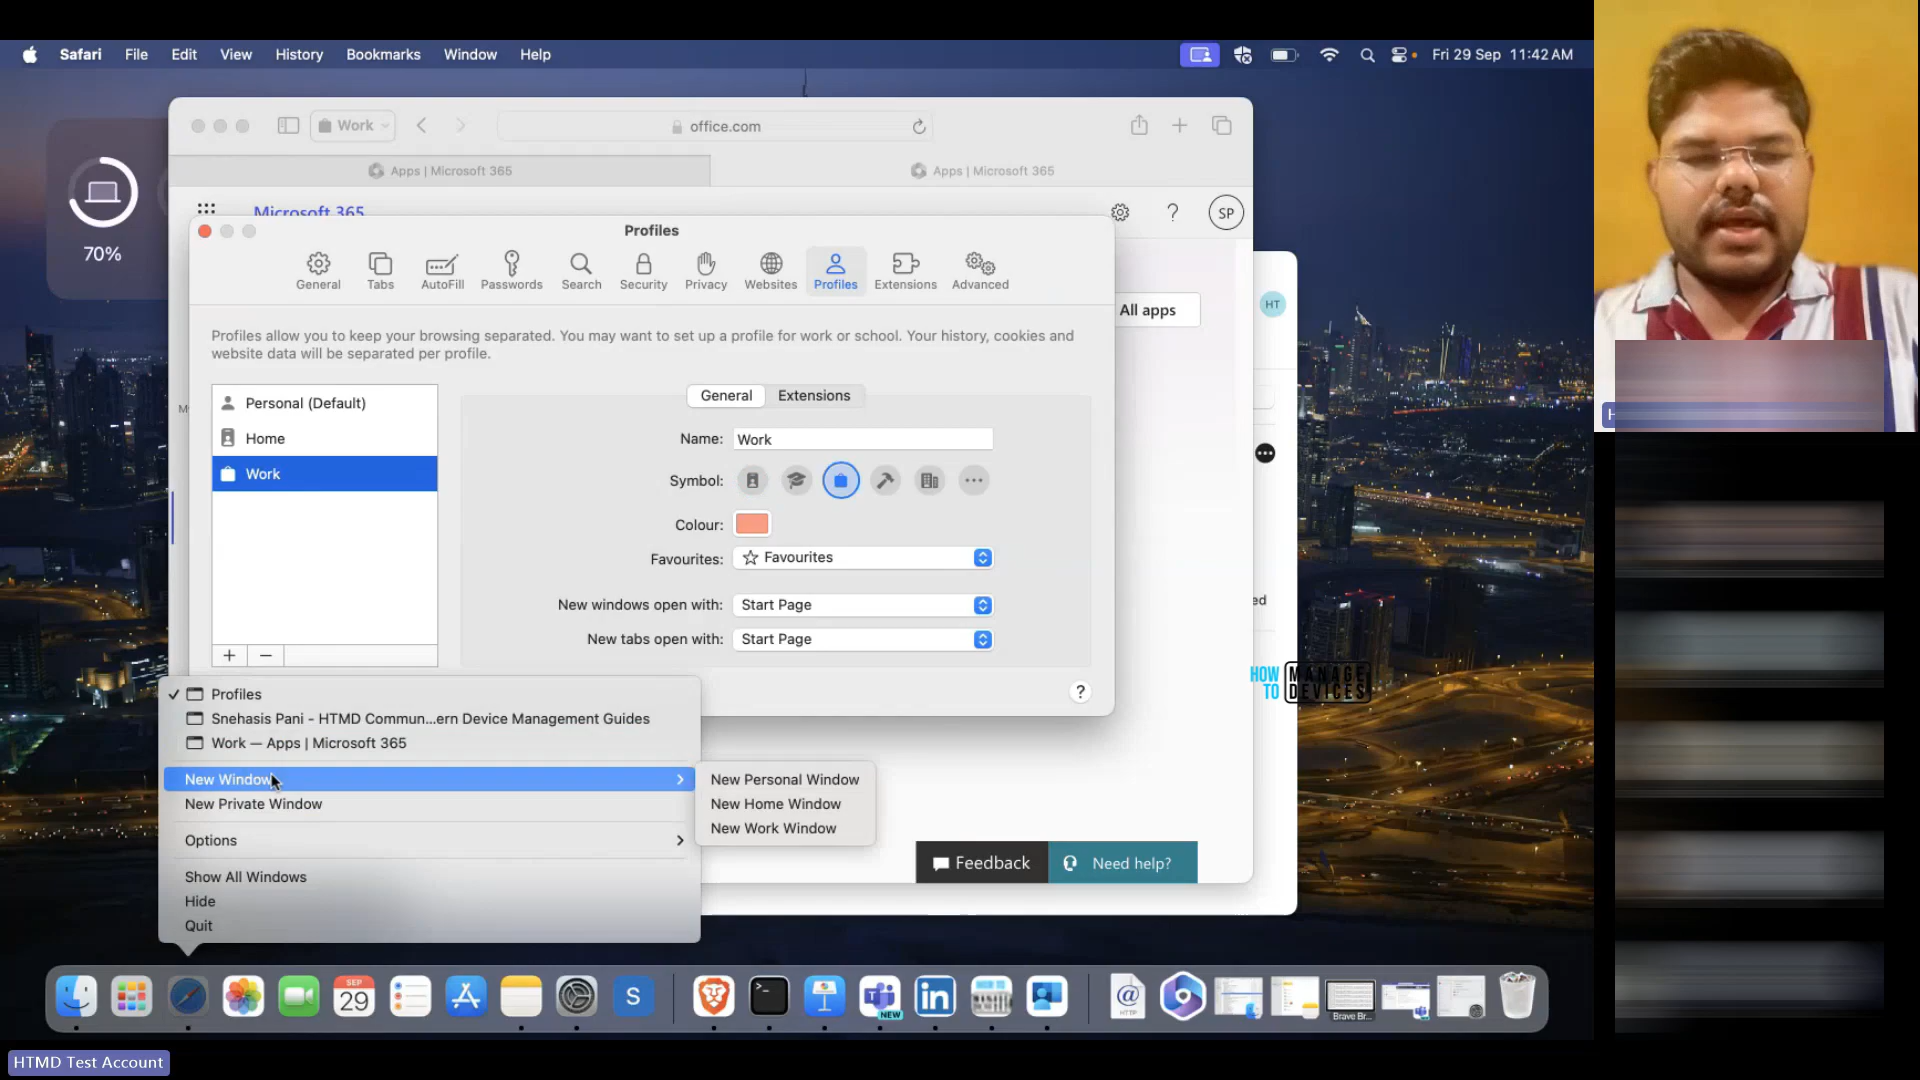 Safari File Edit View History Bookmarks Window Help
Fri 29 Sep 11:42 AM
Work
office.com
Apps | Microsoft 365
Apps | Microsoft 365
Microsoft 365
SP
70%
Profiles
General Tabs AutoFill Passwords Search Security Privacy Websites Profiles Extensions Advanced
All apps
HT
Profiles allow you to keep your browsing separated. You may want to set up a profile for work or school. Your history, cookies and
website data will be separated per profile.
Personal (Default)
Home
Work
General Extensions
Name: Work
Symbol:
Colour:
Favourites: Favourites
New windows open with: Start Page
New tabs open with: Start Page
+ −
?
ed
HOW TO MANAGE DEVICES
Profiles
Snehasis Pani - HTMD Commun...ern Device Management Guides
Work — Apps | Microsoft 365
New Window
New Private Window
Options
Show All Windows
Hide
Quit
New Personal Window
New Home Window
New Work Window
Feedback
Need help?
SEP
29
S
NEW
in
HTTP
Brave Br...
HTMD Test Account